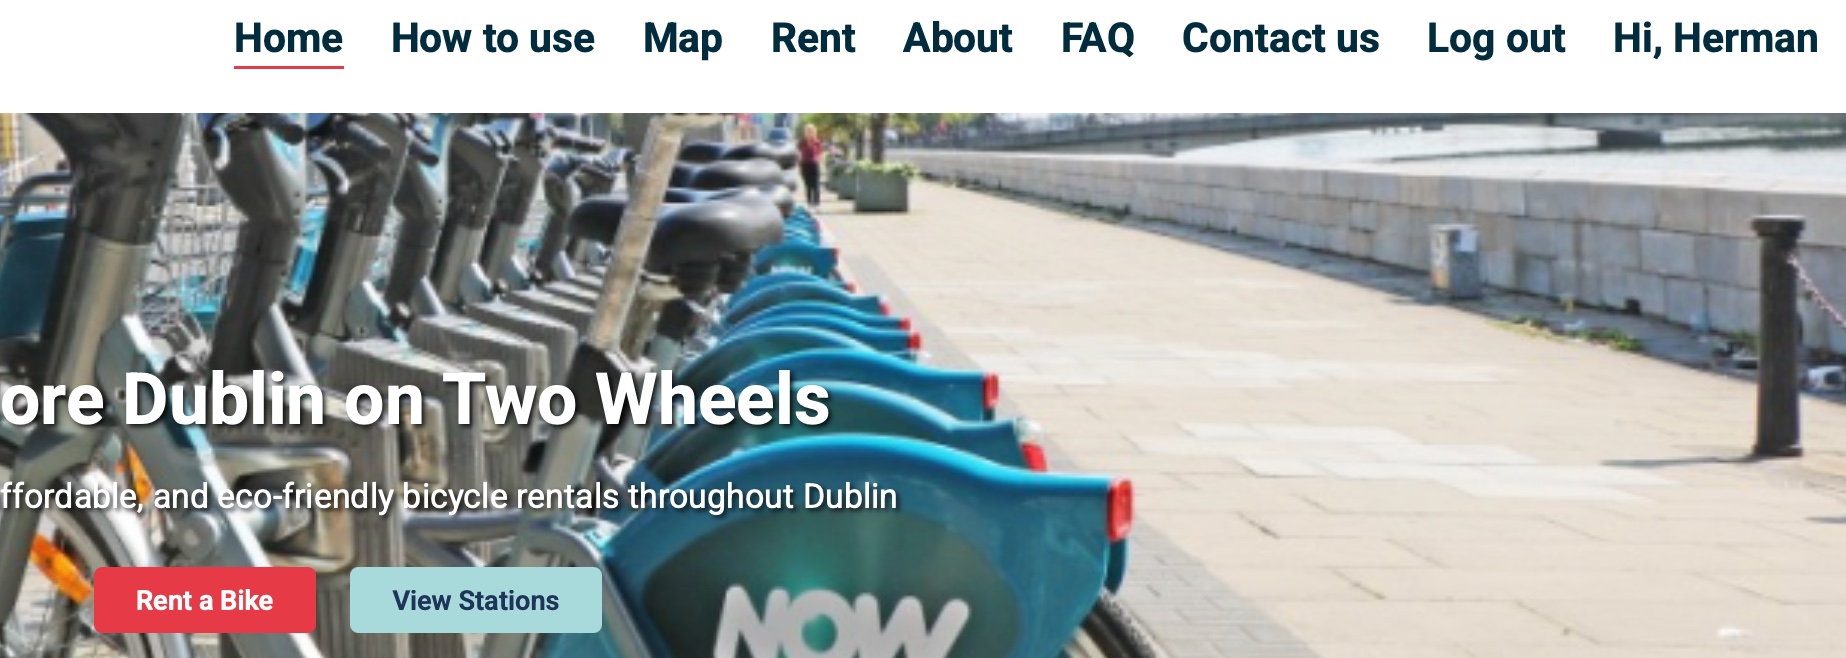 Home How to use Map Rent About FAQ Contact us Log out Hi, Herman
ore Dublin on Two Wheels
ffordable, and eco-friendly bicycle rentals throughout Dublin
Rent a Bike View Stations
NOW